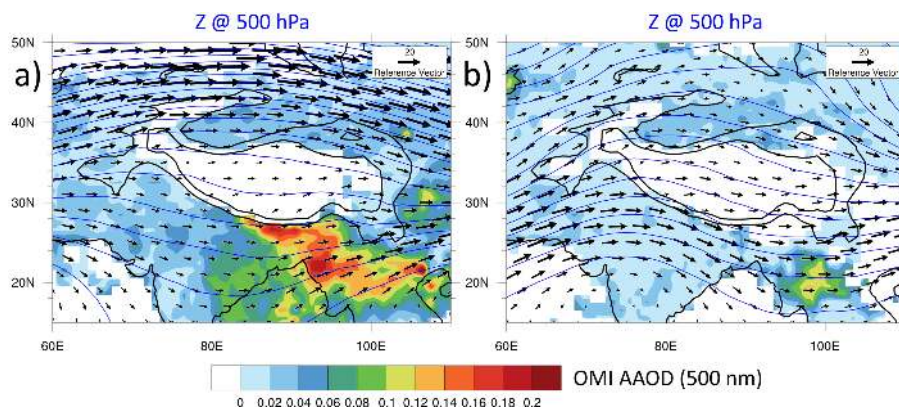 Z @ 500 hPa
Z @ 500 hPa
a)
b)
50N
40N
30N
20N
20
Reference Vector
50N
40N
30N
20N
20
Reference Vector
60E 80E 100E
60E 80E 100E
0 0.02 0.04 0.06 0.08 0.1 0.12 0.14 0.16 0.18 0.2
OMI AAOD (500 nm)